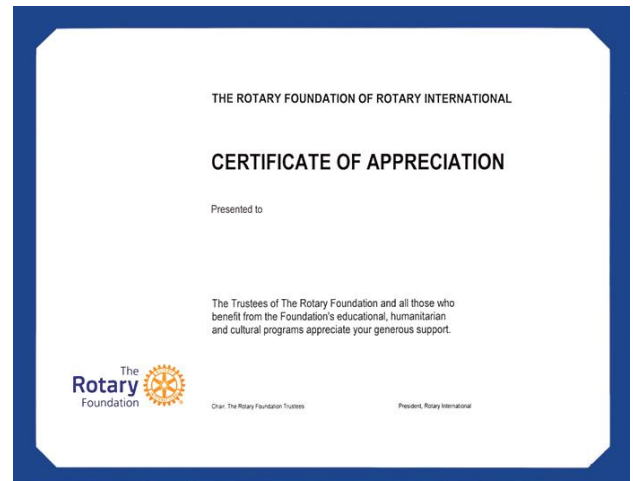 THE ROTARY FOUNDATION OF ROTARY INTERNATIONAL
CERTIFICATE OF APPRECIATION
Presented to
The Trustees of The Rotary Foundation and all those who
benefit from the Foundation's educational, humanitarian
and cultural programs appreciate your generous support.
The
Rotary
Foundation
Chair, The Rotary Foundation Trustees
President, Rotary International